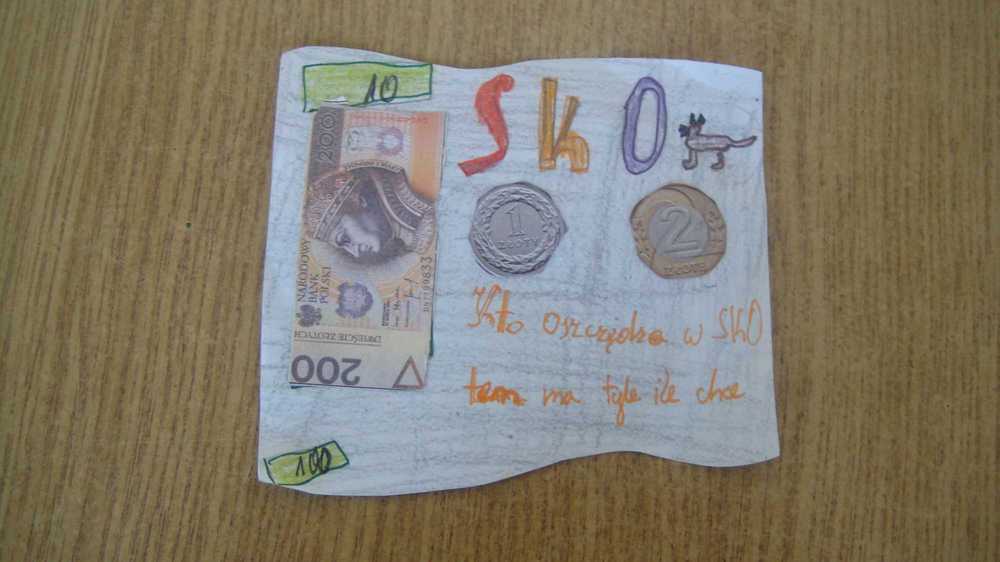 10
SKO
200
NARODOWY
BANK
POLSKI
DWIEŚCIE ZŁOTYCH
200
1
ZŁOTY
2
ZŁOTE
Kto oszczędza w SKO
ten ma tyle ile chce
100